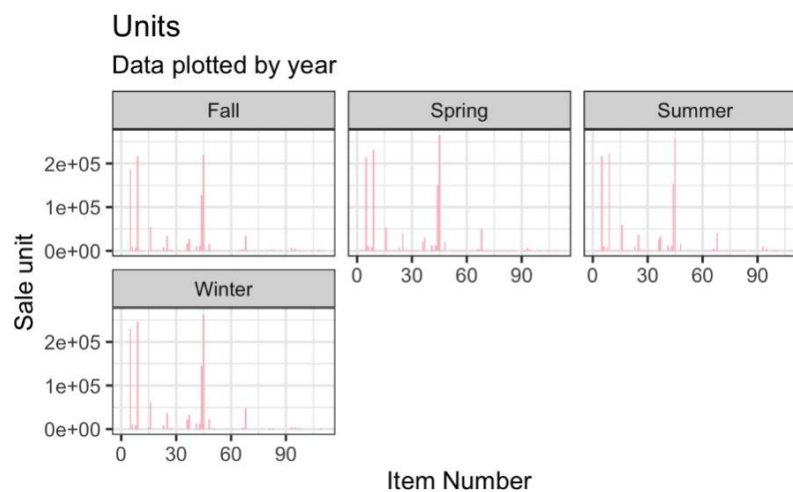 Units
Data plotted by year
Fall
Spring
Summer
2e+05
1e+05
0e+00
0 30 60 90
0 30 60 90
Winter
2e+05
1e+05
0e+00
0 30 60 90
Sale unit
Item Number